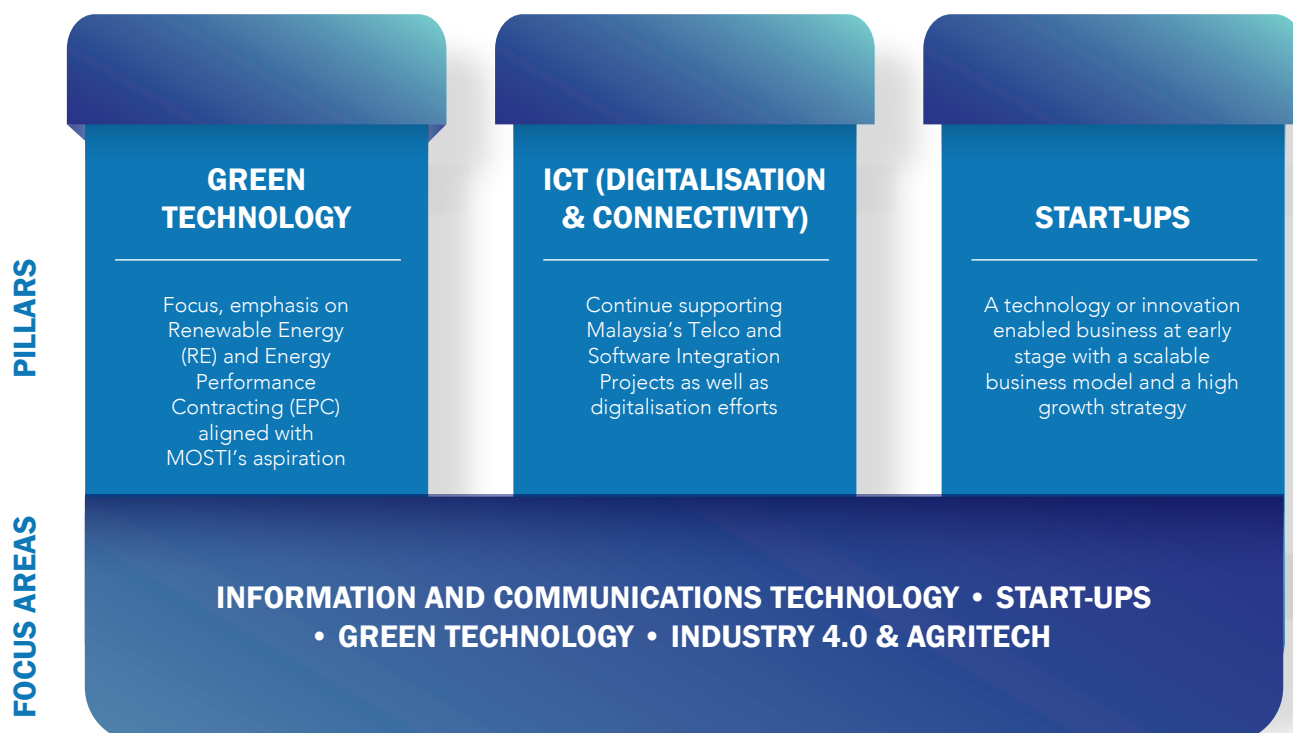 PILLARS
GREEN
TECHNOLOGY
Focus, emphasis on
Renewable Energy
(RE) and Energy
Performance
Contracting (EPC)
aligned with
MOSTI’s aspiration
ICT (DIGITALISATION
& CONNECTIVITY)
Continue supporting
Malaysia’s Telco and
Software Integration
Projects as well as
digitalisation efforts
START-UPS
A technology or innovation
enabled business at early
stage with a scalable
business model and a high
growth strategy
FOCUS AREAS
INFORMATION AND COMMUNICATIONS TECHNOLOGY • START-UPS
• GREEN TECHNOLOGY • INDUSTRY 4.0 & AGRITECH